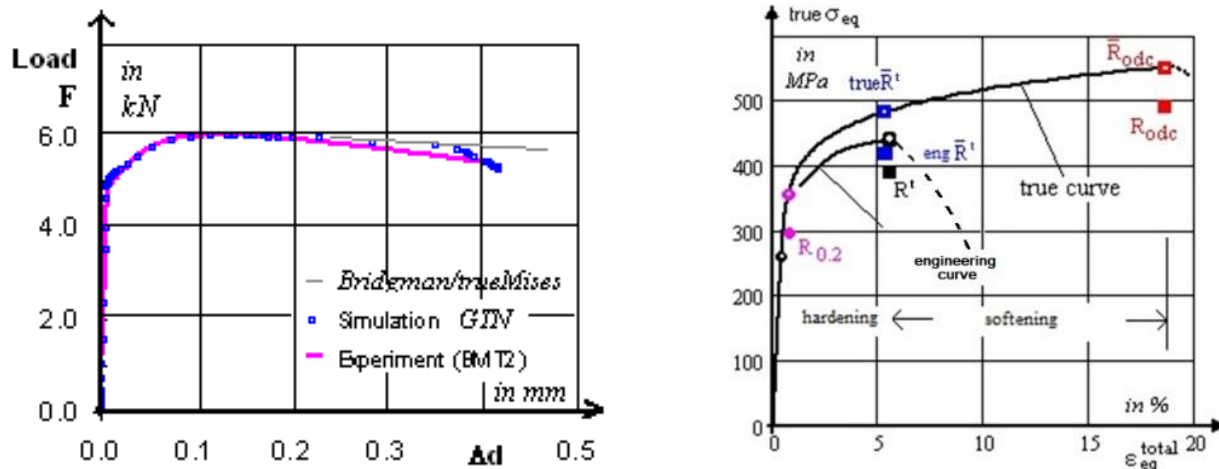 Load
F
in
kN
6.0
4.0
2.0
0.0
Bridgman/trueMises
Simulation GTN
Experiment (BMT2)
in mm
0.0 0.1 0.2 0.3 0.4 0.5
Δd
true σeq
in
MPa
500
400
300
200
100
0
true R̄ᵗ
R̄odc
Rodc
eng R̄ᵗ
Rᵗ
true curve
R0.2
engineering
curve
hardening
softening
in %
0 5 10 15 20
εeq total